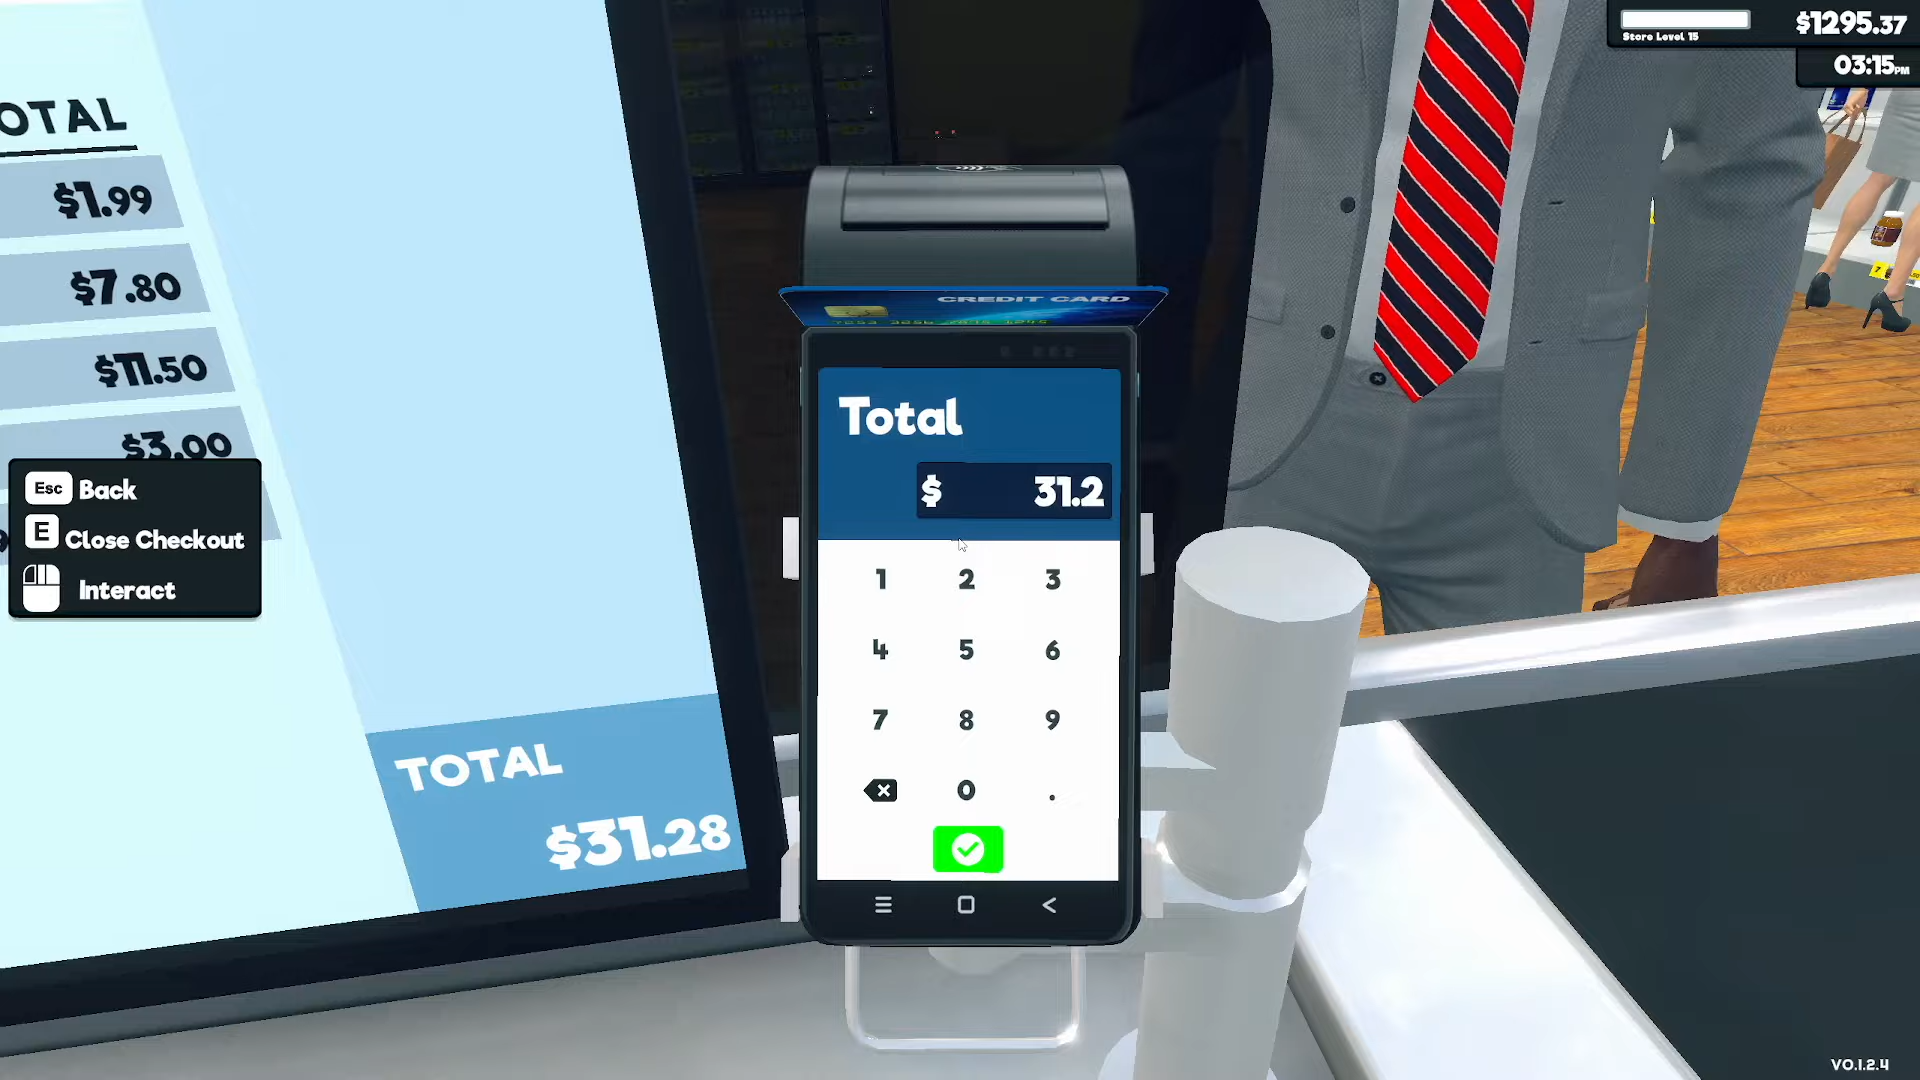 $1295.37
Store Level 15
03:15PM
OTAL
$1.99
$7.80
$11.50
$3.00
Esc Back
E Close Checkout
Interact
TOTAL
$31.28
CREDIT CARD
Total
$ 31.2
1 2 3
4 5 6
7 8 9
0 .
V0.1.2.4